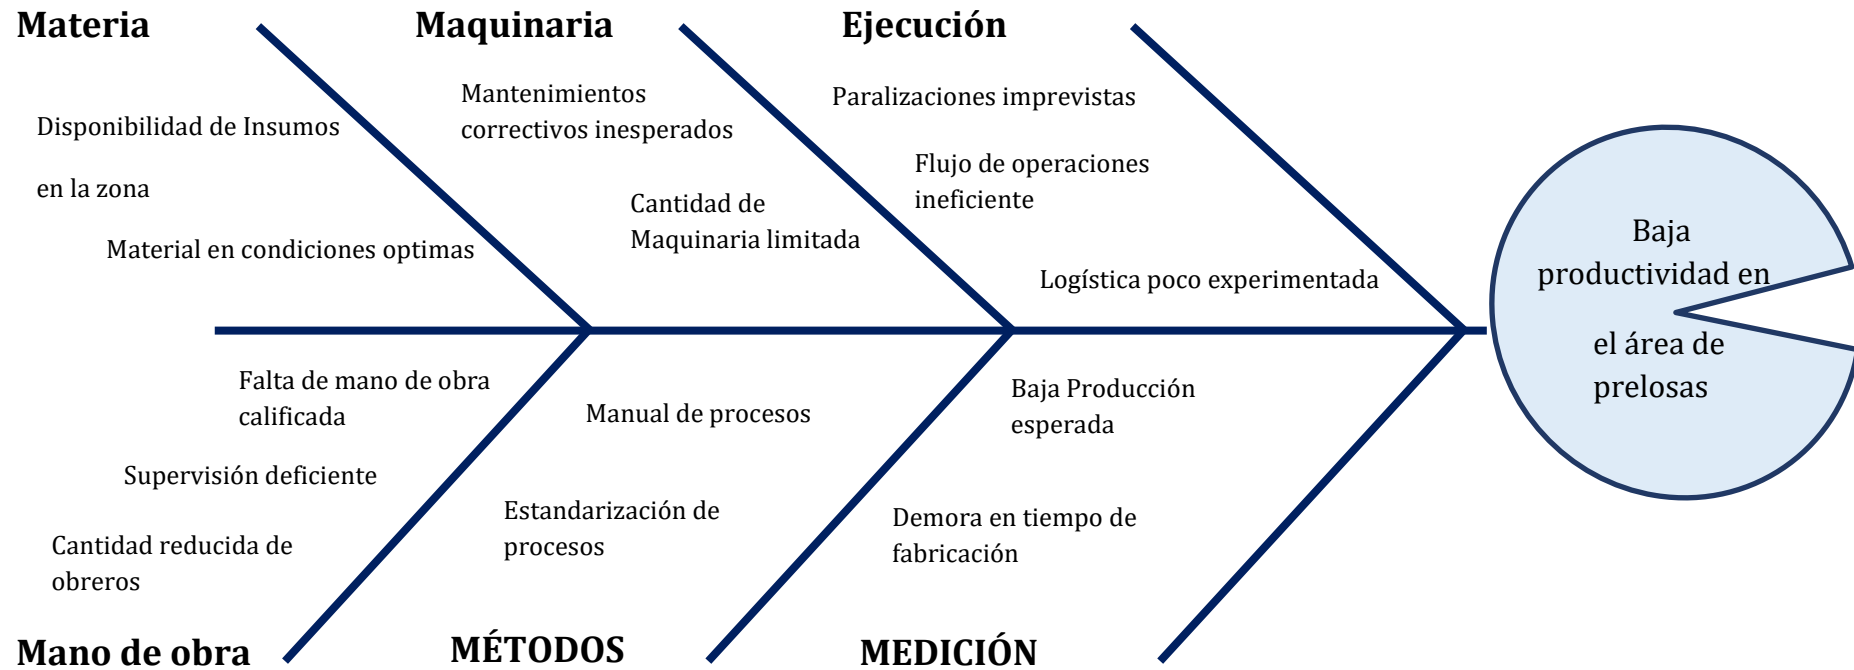 Materia
Disponibilidad de Insumos
en la zona
Material en condiciones optimas
Maquinaria
Mantenimientos
correctivos inesperados
Cantidad de
Maquinaria limitada
Ejecución
Paralizaciones imprevistas
Flujo de operaciones
ineficiente
Logística poco experimentada
Baja
productividad en
el área de
prelosas
Falta de mano de obra
calificada
Supervisión deficiente
Cantidad reducida de
obreros
Mano de obra
Manual de procesos
Estandarización de
procesos
MÉTODOS
Baja Producción
esperada
Demora en tiempo de
fabricación
MEDICIÓN